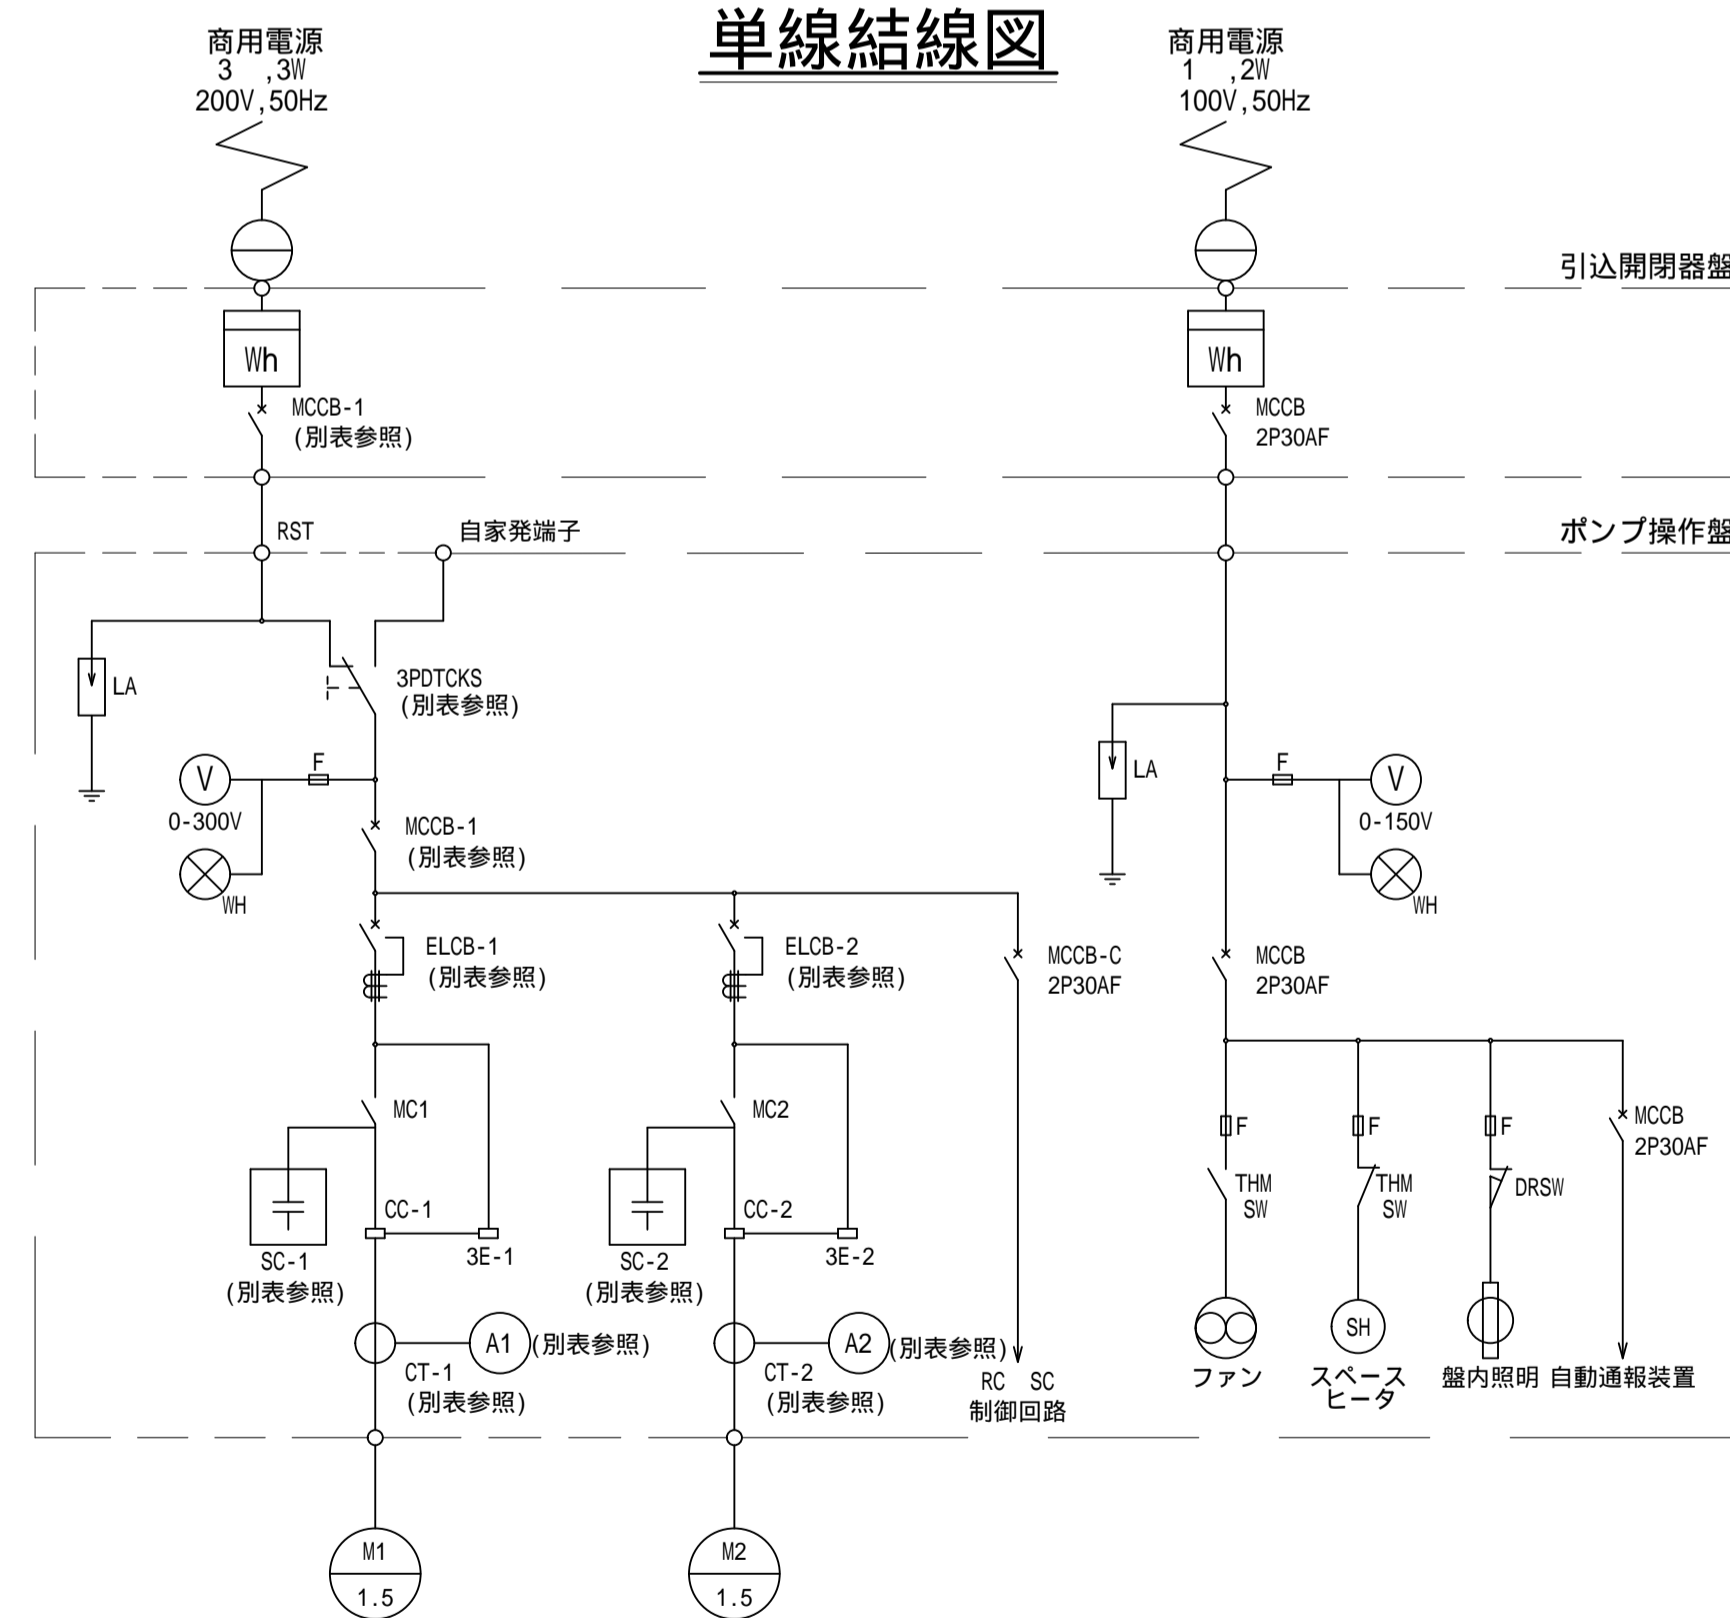 単線結線図
商用電源
3 ,3W
200V,50Hz
商用電源
1 ,2W
100V,50Hz
引込開閉器盤
Wh
MCCB-1
(別表参照)
Wh
MCCB
2P30AF
RST
自家発端子
ポンプ操作盤
LA
3PDTCKS
(別表参照)
F
V
0-300V
WH
MCCB-1
(別表参照)
LA
F
V
0-150V
WH
ELCB-1
(別表参照)
ELCB-2
(別表参照)
MCCB-C
2P30AF
MCCB
2P30AF
MC1
MC2
F
F
F
MCCB
2P30AF
THM
SW
THM
SW
DRSW
CC-1
3E-1
SC-1
(別表参照)
CC-2
3E-2
SC-2
(別表参照)
A1
(別表参照)
CT-1
(別表参照)
A2
(別表参照)
CT-2
(別表参照)
RC SC
制御回路
ファン
SH
スペース
ヒータ
盤内照明
自動通報装置
M1
1.5
M2
1.5